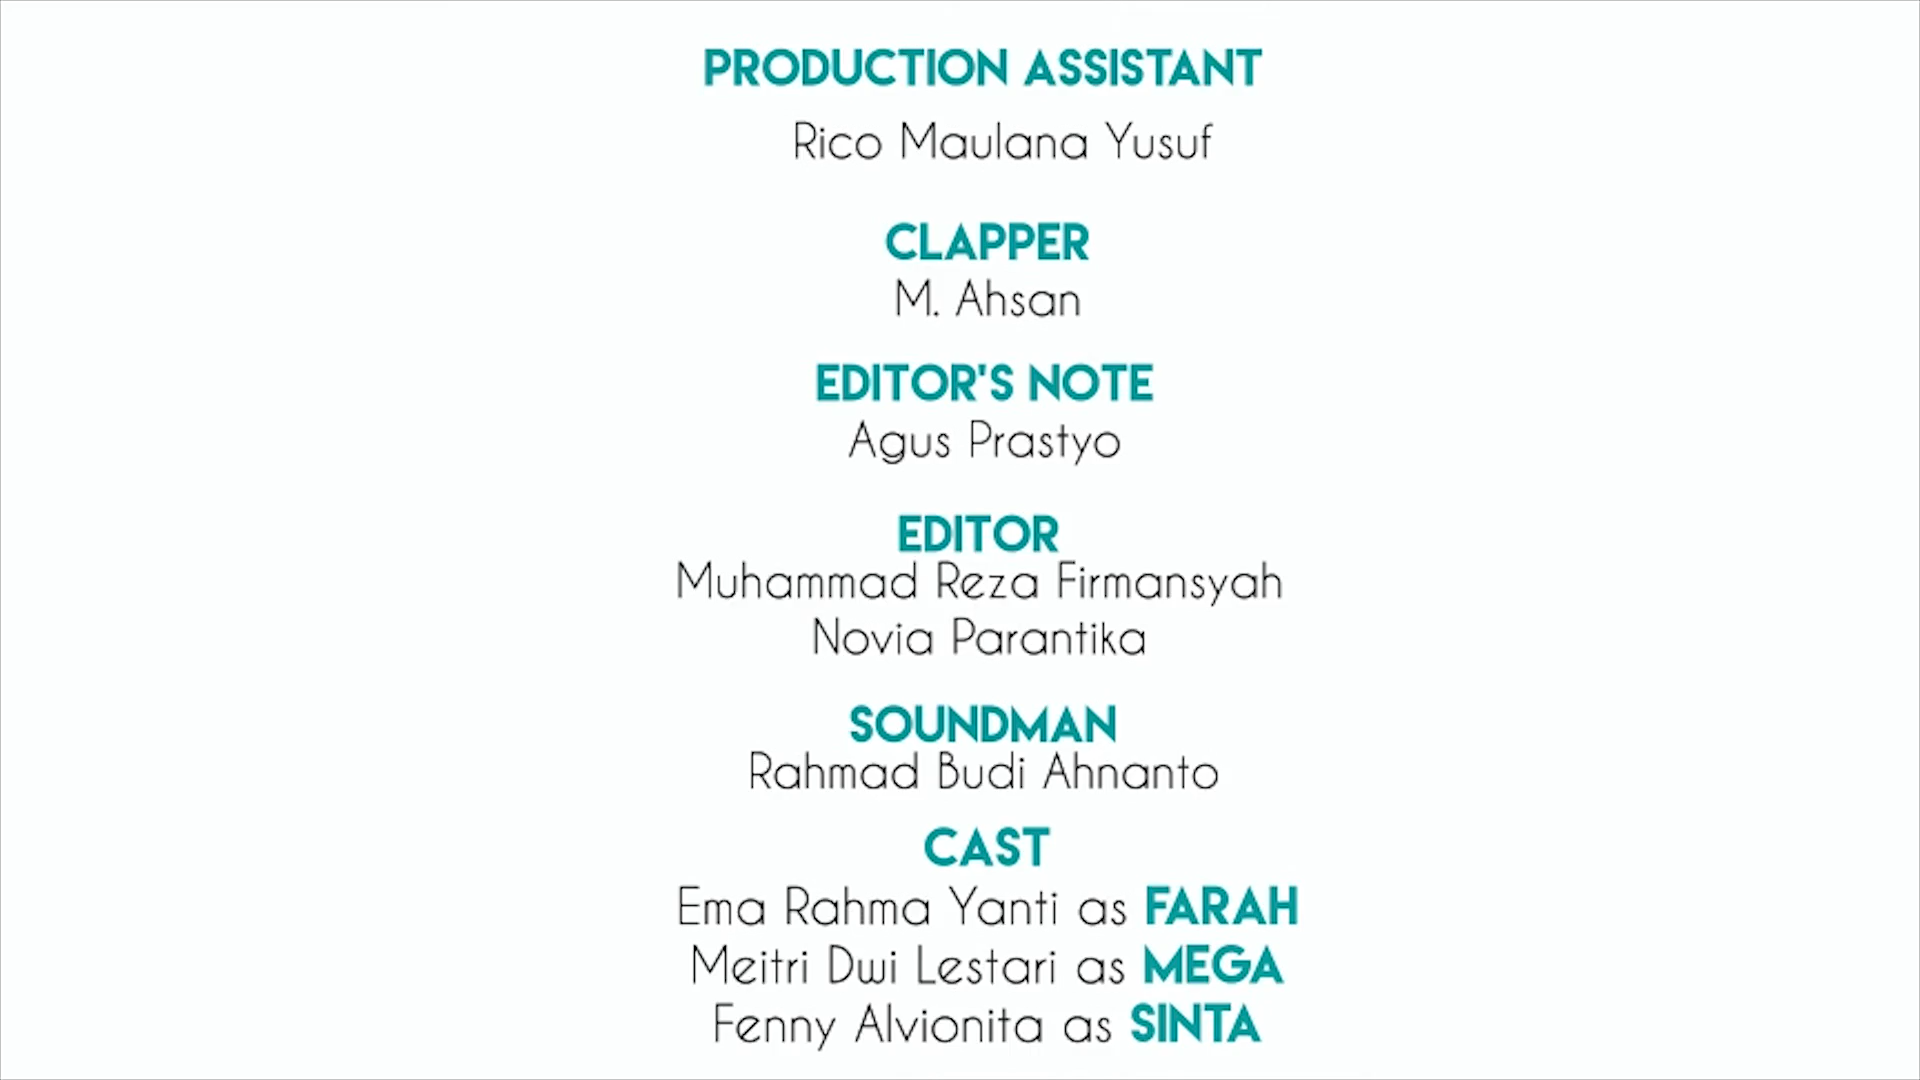 PRODUCTION ASSISTANT
Rico Maulana Yusuf
CLAPPER
M. Ahsan
EDITOR'S NOTE
Agus Prastyo
EDITOR
Muhammad Reza Firmansyah
Novia Parantika
SOUNDMAN
Rahmad Budi Ahnanto
CAST
Ema Rahma Yanti as FARAH
Meitri Dwi Lestari as MEGA
Fenny Alvionita as SINTA